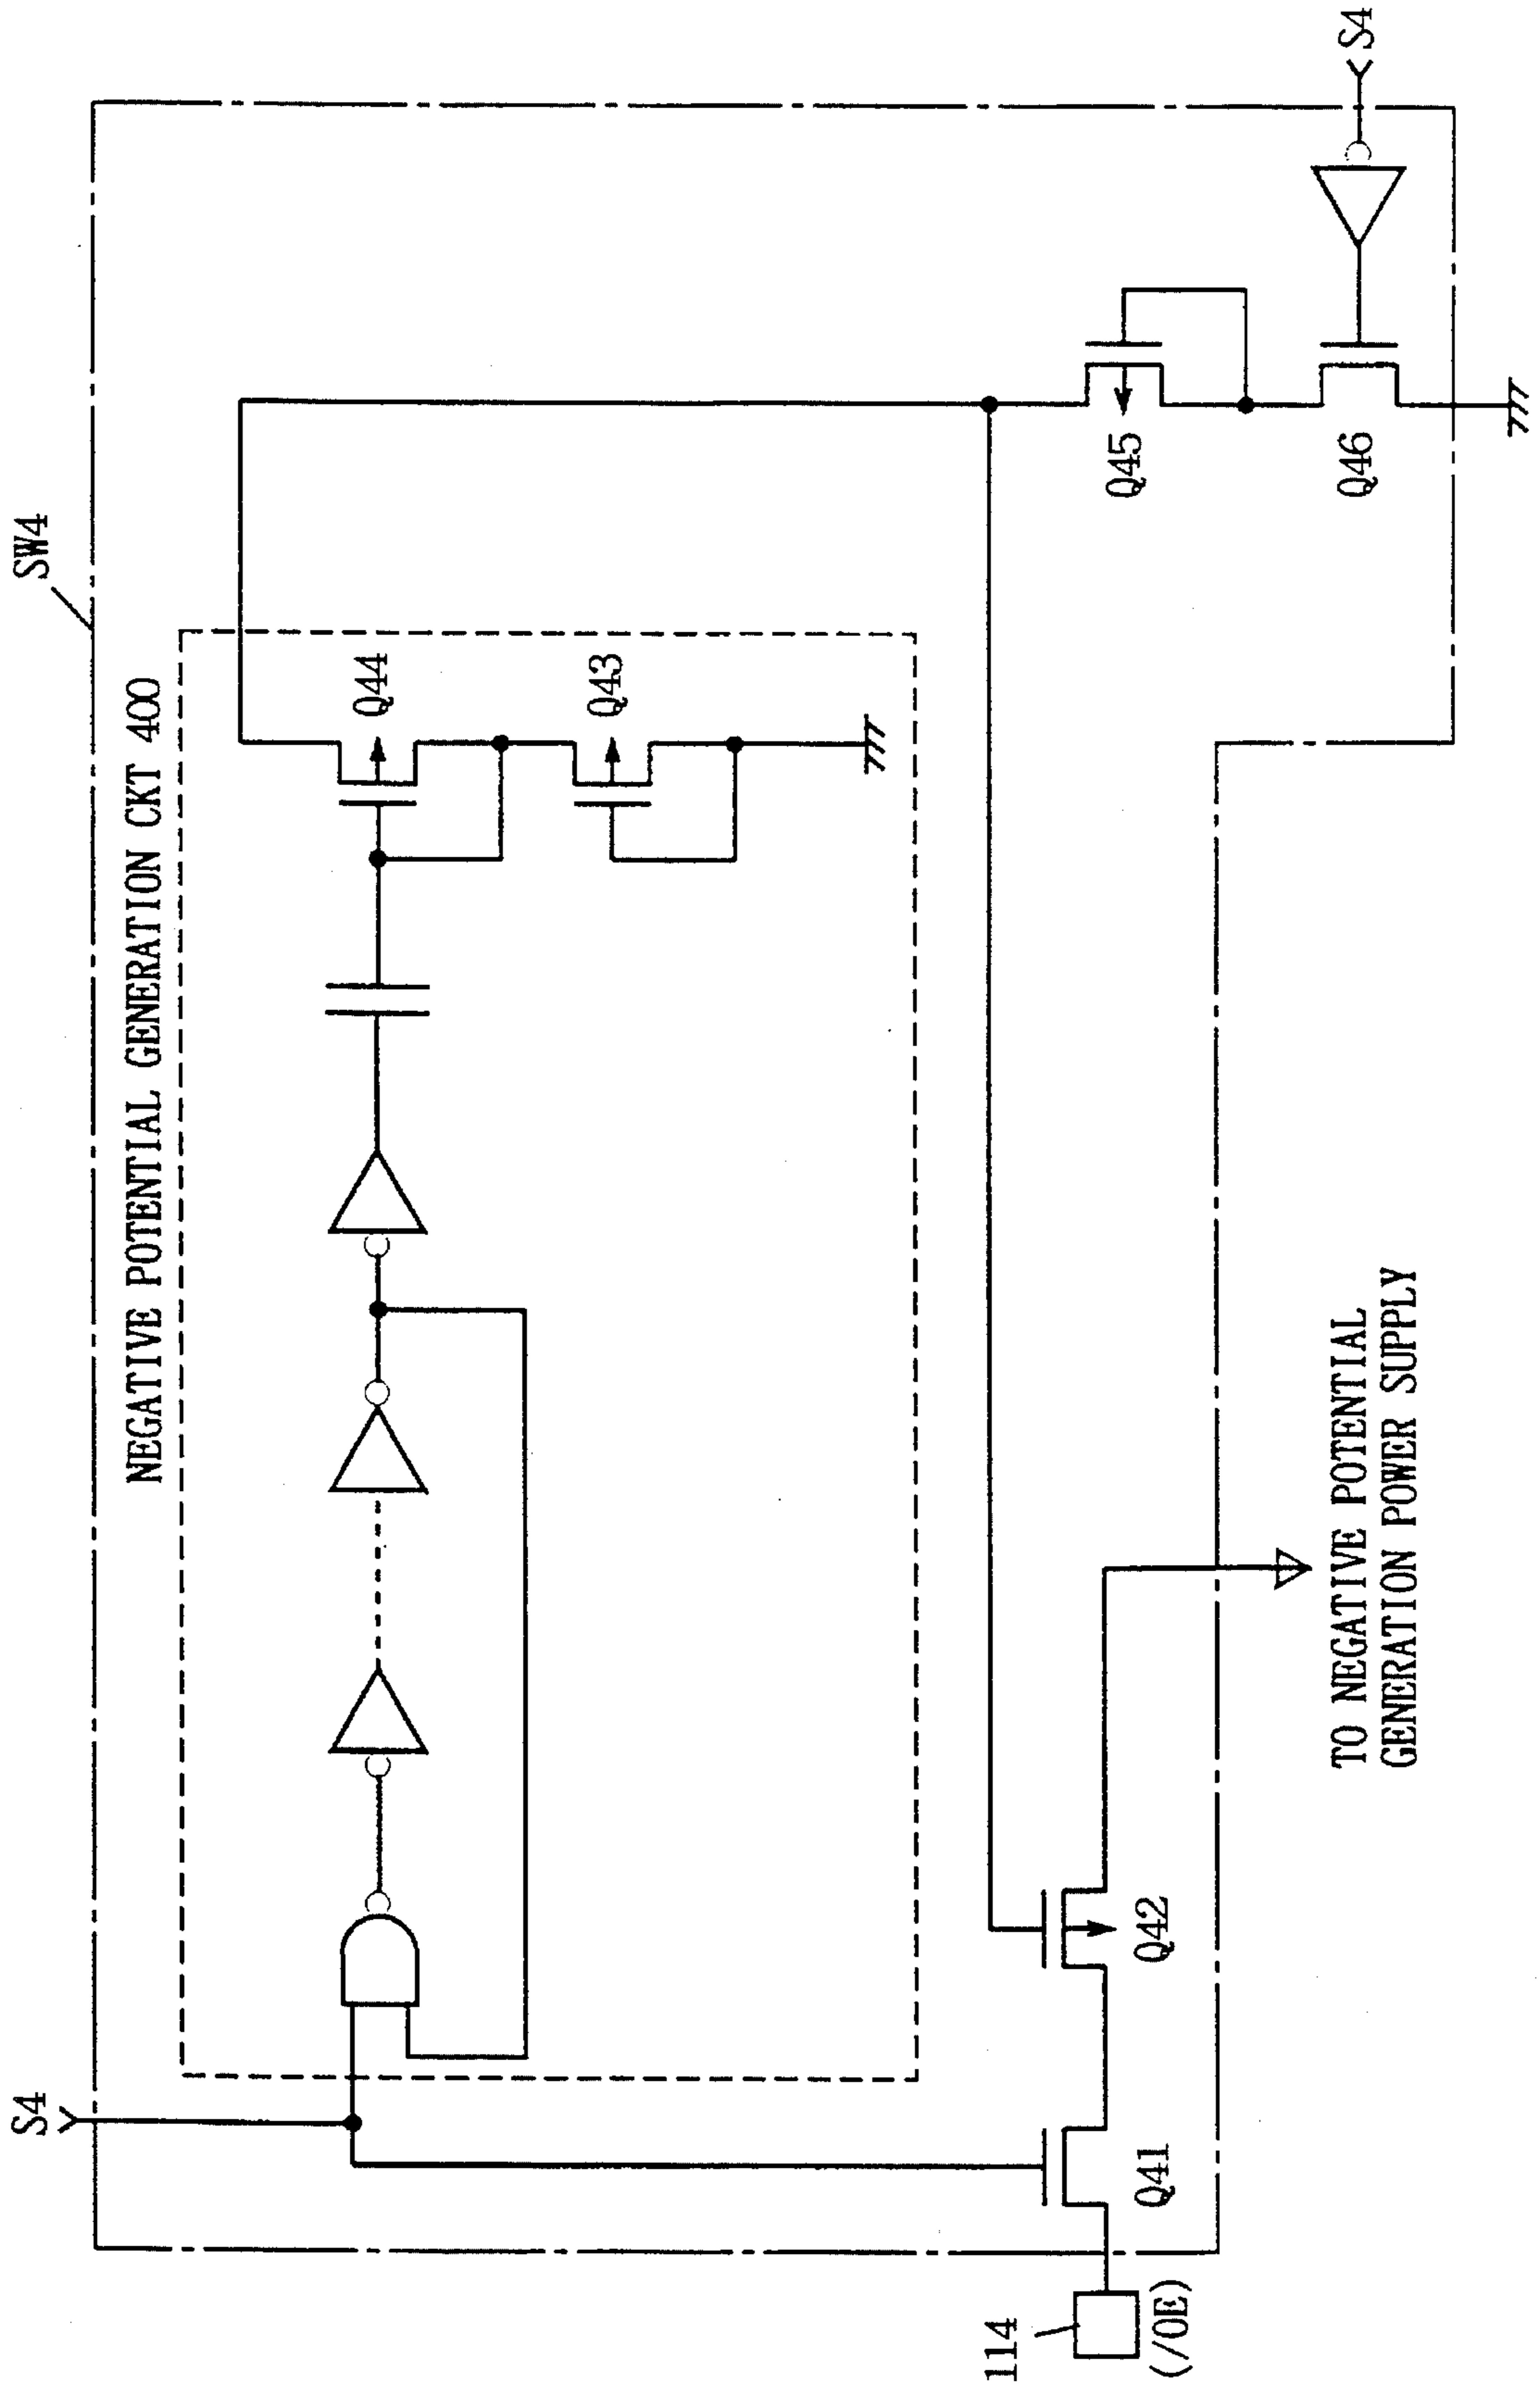 SW4
S4
NEGATIVE POTENTIAL GENERATION CKT 400
Q44
Q43
Q45
Q46
S4
Q42
Q41
114
(/OE)
TO NEGATIVE POTENTIAL
GENERATION POWER SUPPLY